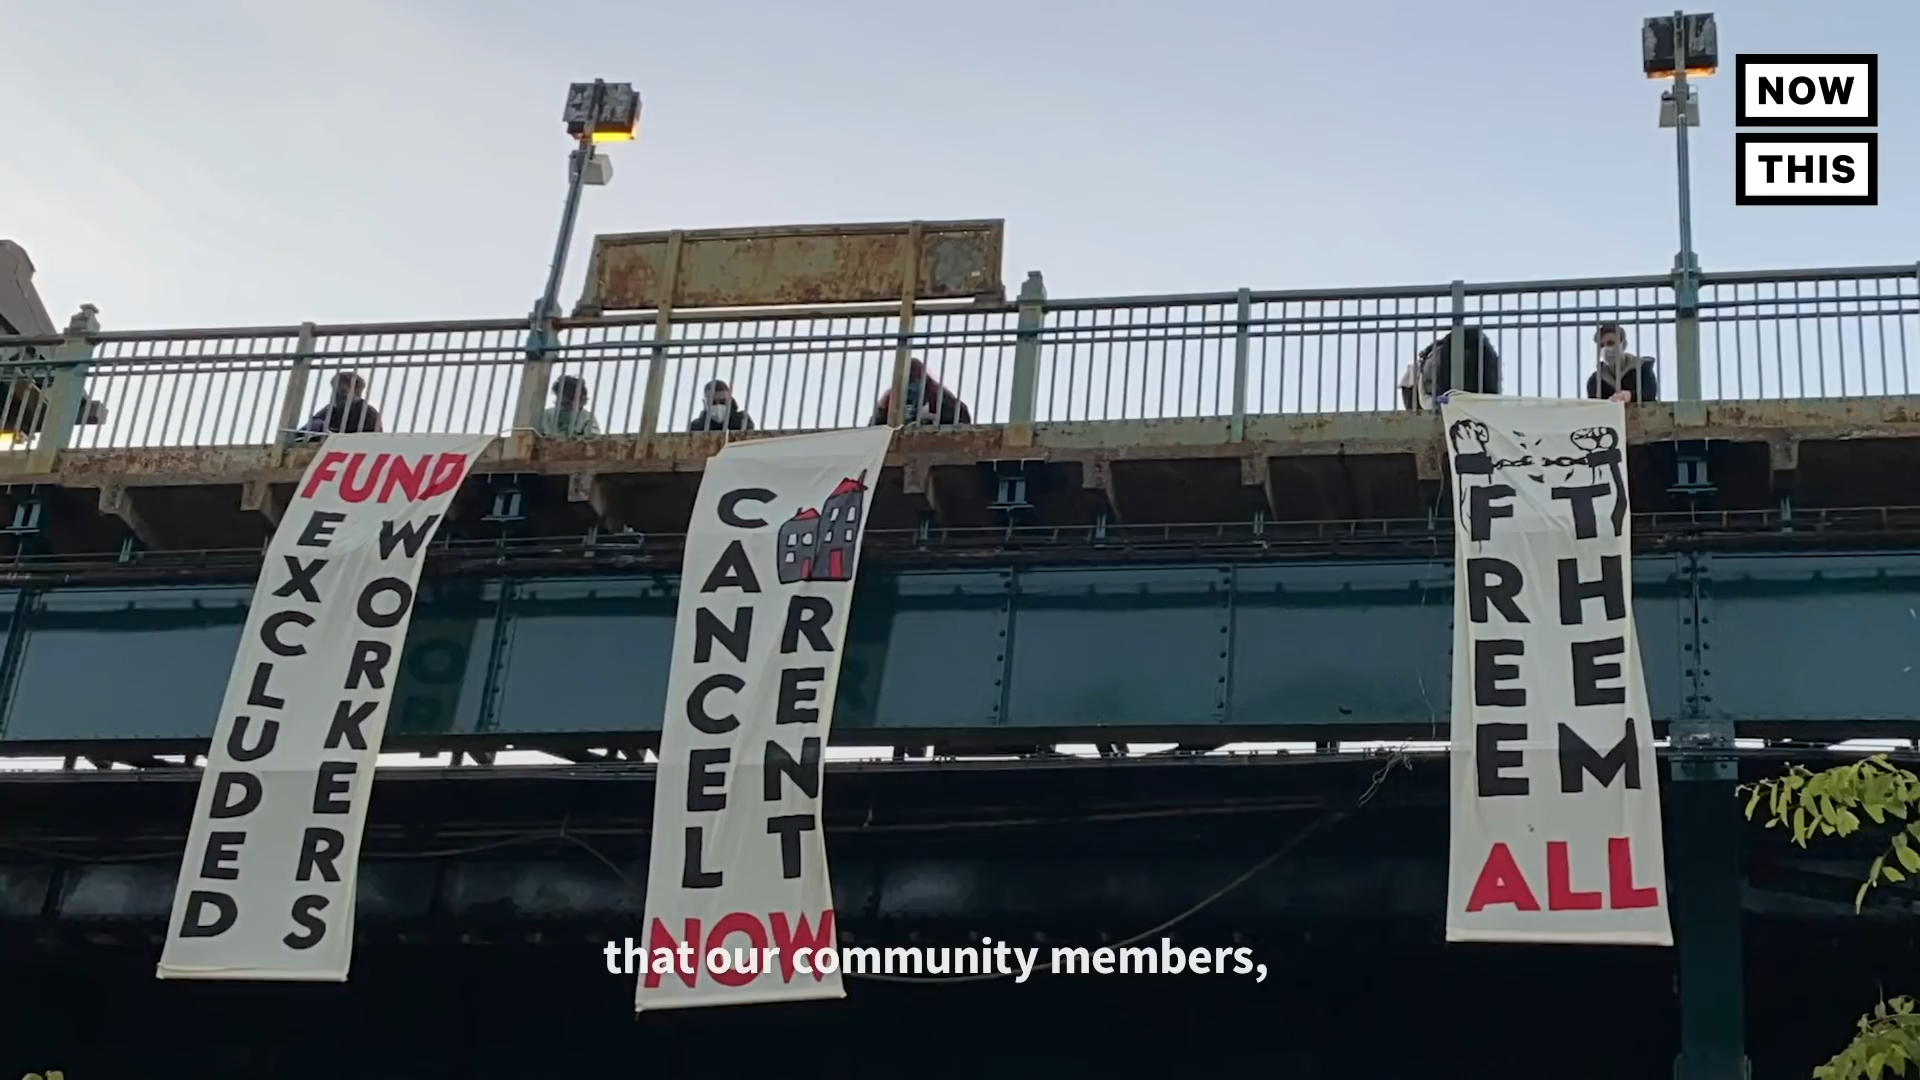 NOW
THIS
FUND
EXCLUDED
WORKERS
CANCEL
RENT
NOW
FREE
THEM
ALL
that our community members,